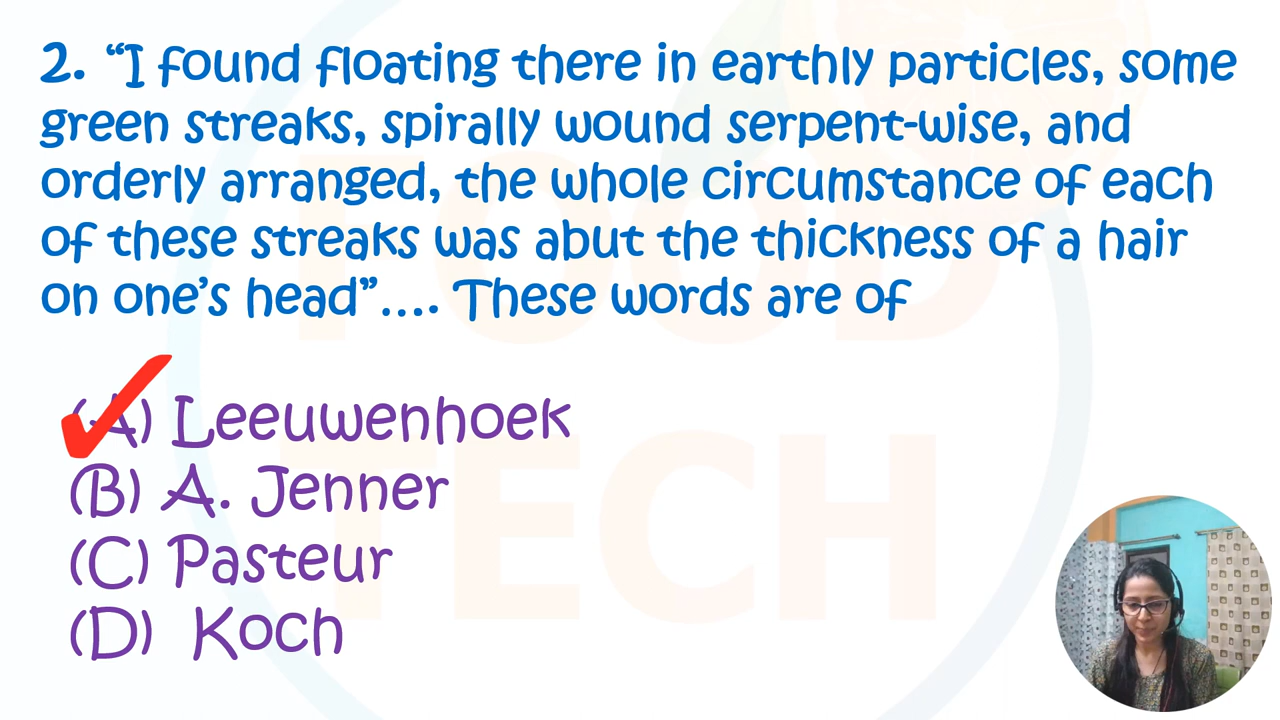 2. “I found floating there in earthly particles, some
green streaks, spirally wound serpent-wise, and
orderly arranged, the whole circumstance of each
of these streaks was abut the thickness of a hair
on one’s head”.... These words are of
(A) Leeuwenhoek
(B) A. Jenner
(C) Pasteur
(D) Koch
FOOD
TECH